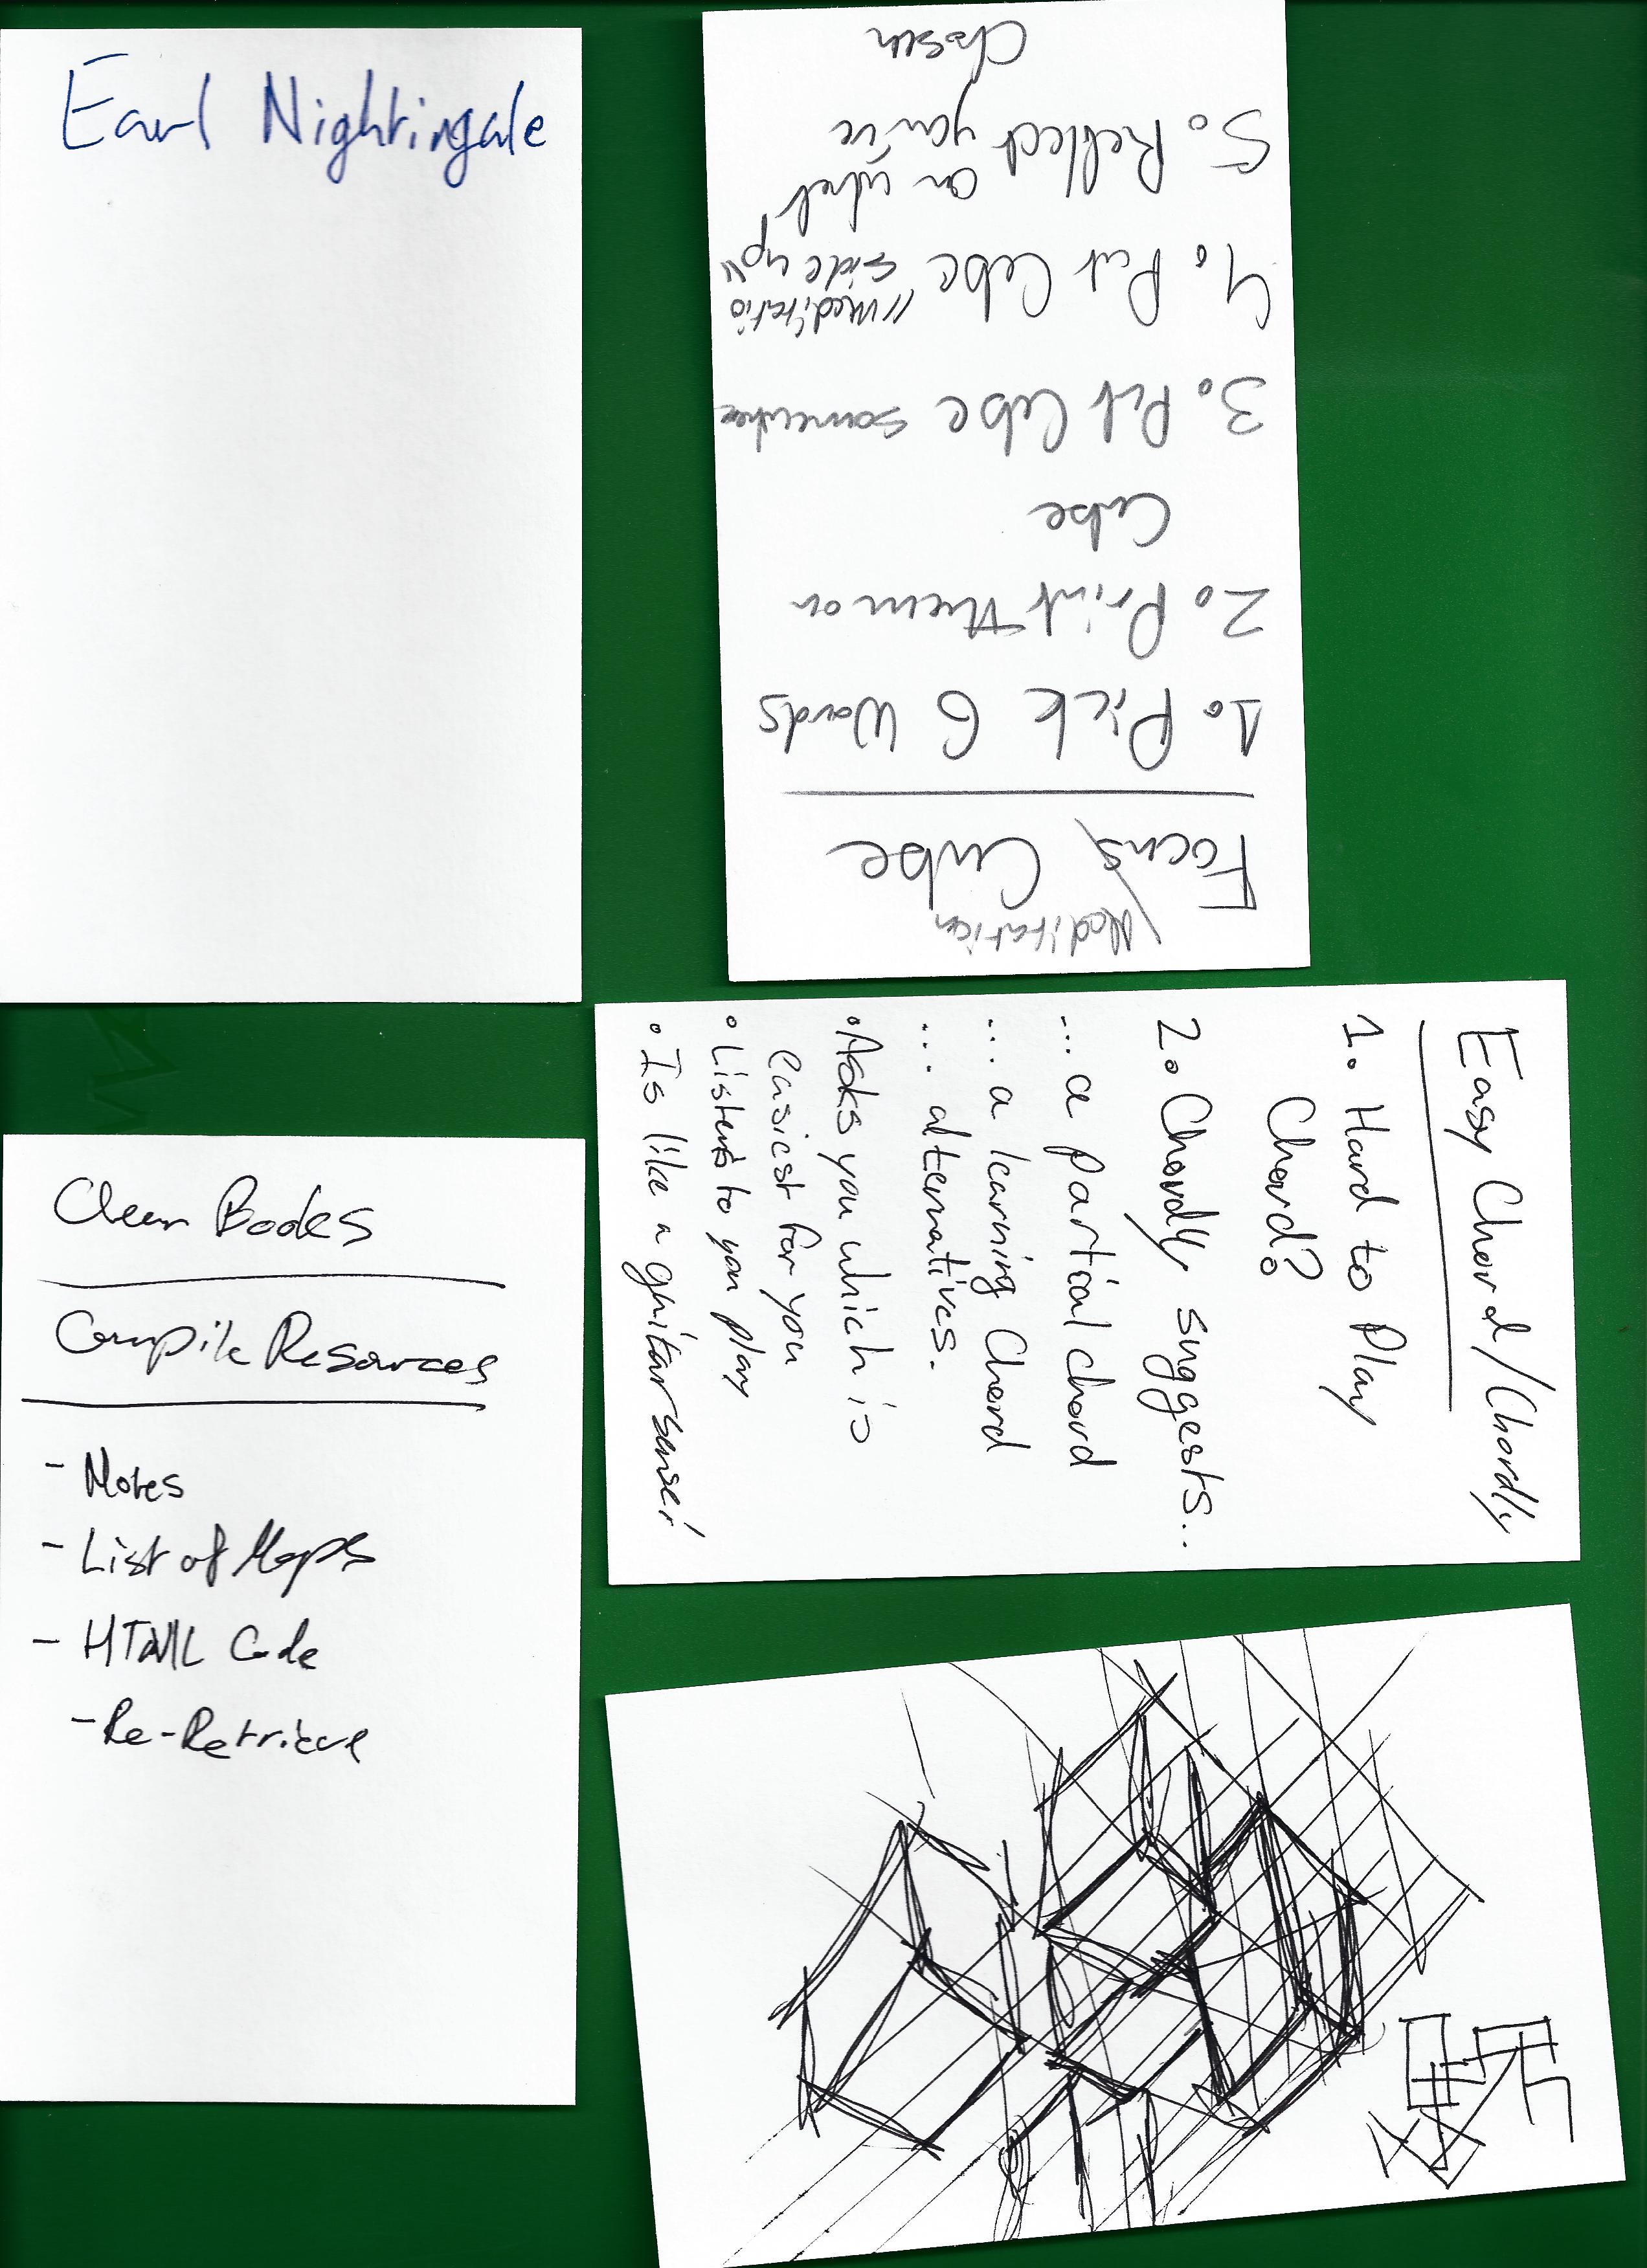 Earl Nightingale
Meditation
Focus Cube
1. Pick 6 Words
2. Print them on
Cube
3. Put Cube somewhere
4. Put Cube "Meditatio
side up"
5. Reflect on what
you've
Chosen
Easy Chord/Chordly
1. Hard to Play
Chord?
2. Chordly suggests...
... a partial chord
... a learning Chord
... alternatives.
• Asks you which is
easiest for you
• Listens to you play
• Is like a guitar sensei!
Clean Bodes
Compile Resources
- Notes
- List of Maps
- HTML Code
- Re-Retrieve